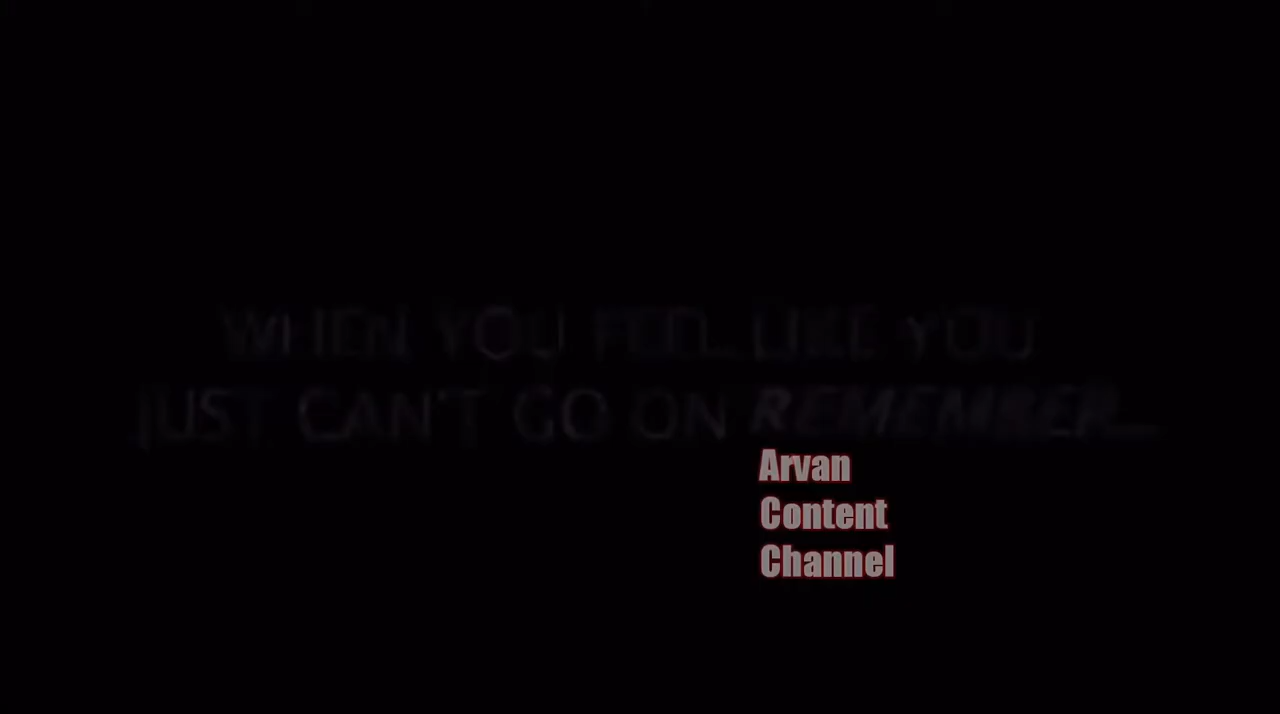 WHEN YOU FEEL LIKE YOU
JUST CAN'T GO ON REMEMBER...
Arvan
Content
Channel